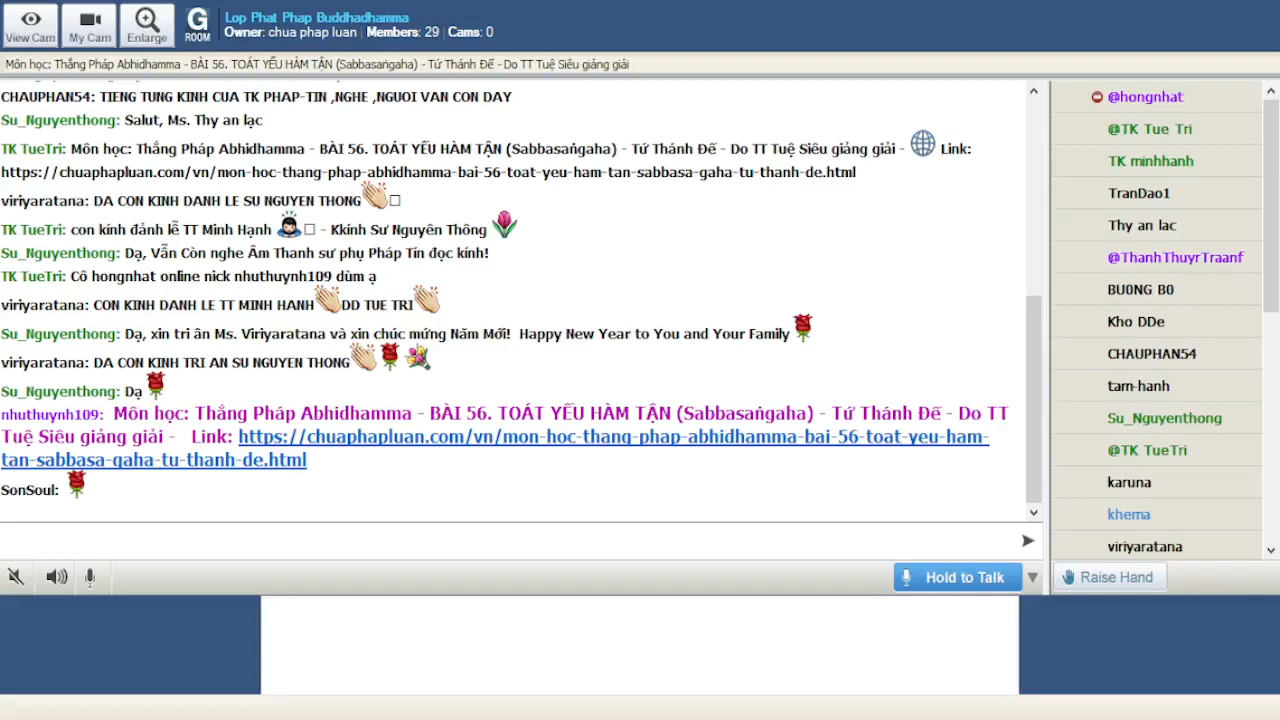 View Cam
My Cam
Enlarge
G
ROOM
Lop Phat Phap Buddhadhamma
Owner: chua phap luan | Members: 29 | Cams: 0
Môn học: Thắng Pháp Abhidhamma - BÀI 56. TOÁT YẾU HÀM TẬN (Sabbasaṅgaha) - Tứ Thánh Đế - Do TT Tuệ Siêu giảng giải
CHAUPHAN54: TIENG TUNG KINH CUA TK PHAP-TIN ,NGHE ,NGUOI VAN CON DAY
Su_Nguyenthong: Salut, Ms. Thy an lạc
TK TueTri: Môn học: Thắng Pháp Abhidhamma - BÀI 56. TOÁT YẾU HÀM TẬN (Sabbasaṅgaha) - Tứ Thánh Đế - Do TT Tuệ Siêu giảng giải - Link:
https://chuaphapluan.com/vn/mon-hoc-thang-phap-abhidhamma-bai-56-toat-yeu-ham-tan-sabbasa-gaha-tu-thanh-de.html
viriyaratana: DA CON KINH DANH LE SU NGUYEN THONG
TK TueTri: con kính đảnh lễ TT Minh Hạnh - Kkính Sư Nguyên Thông
Su_Nguyenthong: Dạ, Vẫn Còn nghe Âm Thanh sư phụ Pháp Tín đọc kính!
TK TueTri: Cô hongnhat online nick nhuthuynh109 dùm ạ
viriyaratana: CON KINH DANH LE TT MINH HANH DD TUE TRI
Su_Nguyenthong: Dạ, xin tri ân Ms. Viriyaratana và xin chúc mứng Năm Mới!  Happy New Year to You and Your Family
viriyaratana: DA CON KINH TRI AN SU NGUYEN THONG
Su_Nguyenthong: Dạ
nhuthuynh109: Môn học: Thắng Pháp Abhidhamma - BÀI 56. TOÁT YẾU HÀM TẬN (Sabbasaṅgaha) - Tứ Thánh Đế - Do TT
Tuệ Siêu giảng giải - Link: https://chuaphapluan.com/vn/mon-hoc-thang-phap-abhidhamma-bai-56-toat-yeu-ham-
tan-sabbasa-gaha-tu-thanh-de.html
SonSoul:
Hold to Talk
@hongnhat
@TK Tue Tri
TK minhhanh
TranDao1
Thy an lac
@ThanhThuyrTraanf
BU0NG B0
Kho DDe
CHAUPHAN54
tam-hanh
Su_Nguyenthong
@TK TueTri
karuna
khema
viriyaratana
Raise Hand